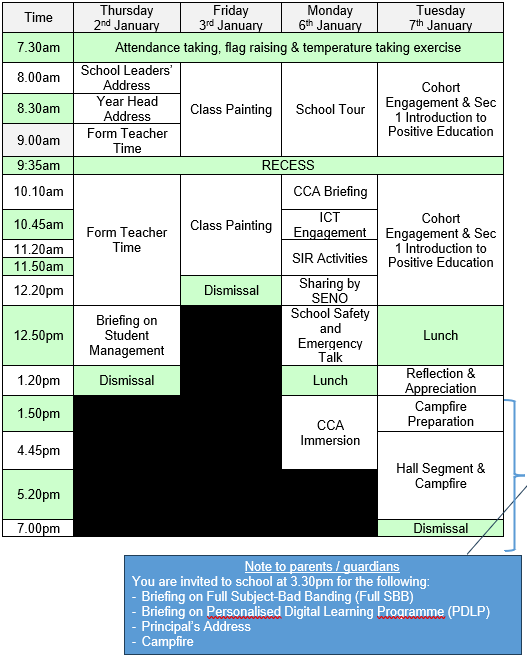 Time
Thursday
2nd January
Friday
3rd January
Monday
6th January
Tuesday
7th January
7.30am
Attendance taking, flag raising & temperature taking exercise
8.00am
School Leaders'
Address
Class Painting
School Tour
Cohort
Engagement & Sec
1 Introduction to
Positive Education
8.30am
Year Head
Address
9.00am
Form Teacher
Time
9:35am
RECESS
10.10am
Form Teacher
Time
Class Painting
CCA Briefing
Cohort
Engagement & Sec
1 Introduction to
Positive Education
10.45am
ICT
Engagement
11.20am
SIR Activities
11.50am
12.20pm
Dismissal
Sharing by
SENO
12.50pm
Briefing on
Student
Management
School Safety
and
Emergency
Talk
Lunch
1.20pm
Dismissal
Lunch
Reflection &
Appreciation
1.50pm
CCA
Immersion
Campfire
Preparation
4.45pm
Hall Segment &
Campfire
5.20pm
7.00pm
Dismissal
Note to parents / guardians
You are invited to school at 3.30pm for the following:
- Briefing on Full Subject-Bad Banding (Full SBB)
- Briefing on Personalised Digital Learning Programme (PDLP)
- Principal's Address
- Campfire